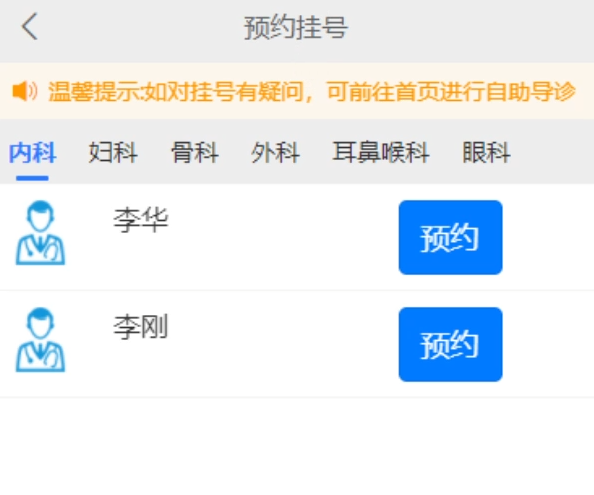 预约挂号
温馨提示:如对挂号有疑问，可前往首页进行自助导诊
内科 妇科 骨科 外科 耳鼻喉科 眼科
李华 预约
李刚 预约